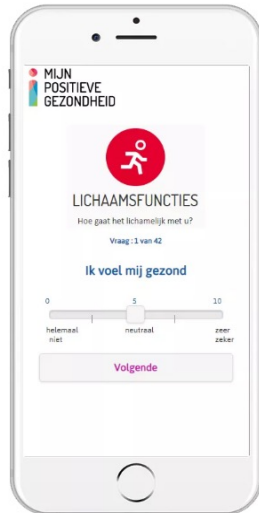 MIJN
POSITIEVE
GEZONDHEID
LICHAAMSFUNCTIES
Hoe gaat het lichamelijk met u?
Vraag : 1 van 42
Ik voel mij gezond
0 5 10
helemaal niet neutraal zeer zeker
Volgende